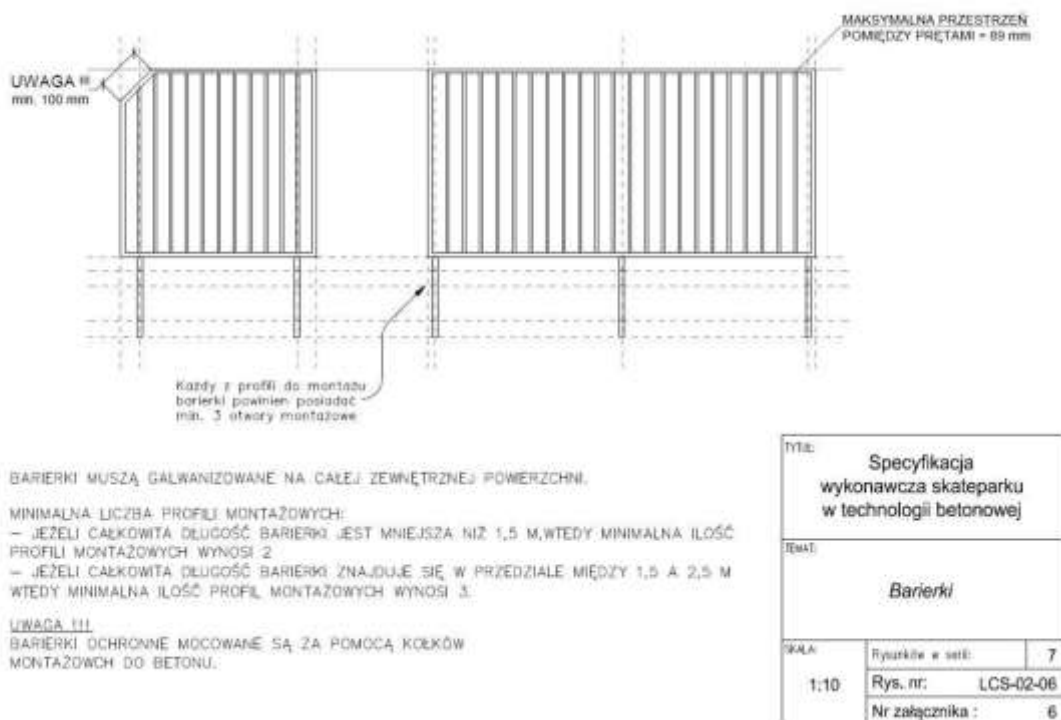 MAKSYMALNA PRZESTRZEŃ
POMIĘDZY PRĘTAMI = 89 mm
UWAGA !!!
min. 100 mm
Każdy z profili do montażu
barierki powinien posiadać
min. 3 otwory montażowe
BARIERKI MUSZĄ GALWANIZOWANE NA CAŁEJ ZEWNĘTRZNEJ POWIERZCHNI.
MINIMALNA LICZBA PROFILI MONTAŻOWYCH:
– JEŻELI CAŁKOWITA DŁUGOŚĆ BARIERKI JEST MNIEJSZA NIŻ 1,5 M,WTEDY MINIMALNA ILOŚĆ
PROFILI MONTAŻOWYCH WYNOSI 2
– JEŻELI CAŁKOWITA DŁUGOŚĆ BARIERKI ZNAJDUJE SIĘ W PRZEDZIALE MIĘDZY 1,5 A 2,5 M
WTEDY MINIMALNA ILOŚĆ PROFIL MONTAŻOWYCH WYNOSI 3.
UWAGA !!!
BARIERKI OCHRONNE MOCOWANE SĄ ZA POMOCĄ KOŁKÓW
MONTAŻOWCH DO BETONU.
TYTUŁ:
Specyfikacja
wykonawcza skateparku
w technologii betonowej
TEMAT:
Barierki
SKALA:
1:10
Rysunków w serii: 7
Rys. nr: LCS-02-06
Nr załącznika : 6